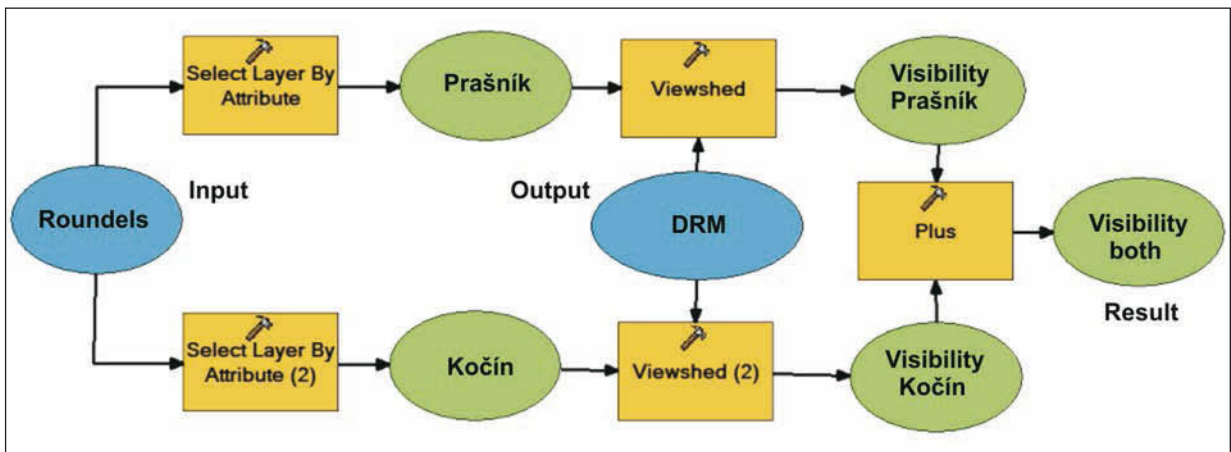 Select Layer By
Attribute
Prašník
Viewshed
Visibility
Prašník
Roundels
Input
Output
DRM
Plus
Visibility
both
Result
Select Layer By
Attribute (2)
Kočín
Viewshed (2)
Visibility
Kočín